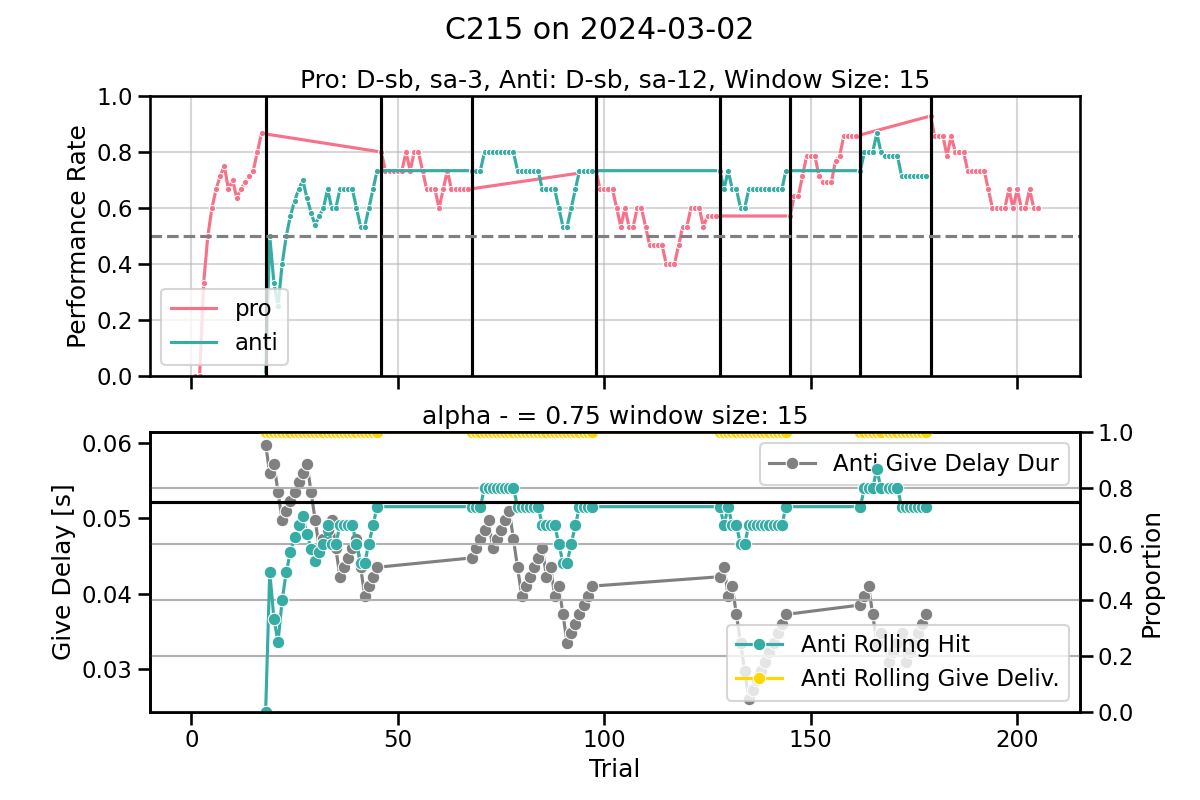 C215 on 2024-03-02
Pro: D-sb, sa-3, Anti: D-sb, sa-12, Window Size: 15
1.0
0.8
0.6
0.4
0.2
0.0
Performance Rate
pro
anti
alpha - = 0.75 window size: 15
0.06
0.05
0.04
0.03
Give Delay [s]
Anti Give Delay Dur
1.0
0.8
0.6
0.4
0.2
0.0
Proportion
Anti Rolling Hit
Anti Rolling Give Deliv.
0
50
100
150
200
Trial